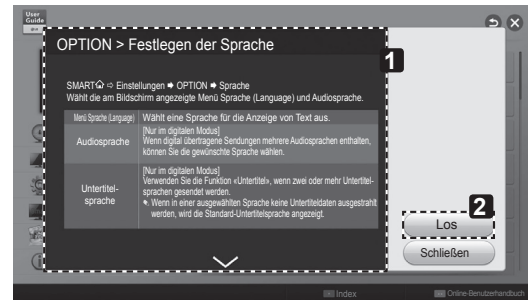 User
Guide
OPTION > Festlegen der Sprache
1
SMART ⇨ Einstellungen ➧ OPTION ➧ Sprache
Wählt die am Bildschirm angezeigte Menü Sprache (Language) und Audiosprache.
Menü Sprache (Language) Wählt eine Sprache für die Anzeige von Text aus.
Audiosprache
[Nur im digitalen Modus]
Wenn digital übertragene Sendungen mehrere Audiosprachen enthalten,
können Sie die gewünschte Sprache wählen.
Untertitel-
sprache
[Nur im digitalen Modus]
Verwenden Sie die Funktion «Untertitel», wenn zwei oder mehr Untertitel-
sprachen gesendet werden.
Wenn in einer ausgewählten Sprache keine Untertiteldaten ausgestrahlt
werden, wird die Standard-Untertitelsprache angezeigt.
2
Los
Schließen
Index
Online-Benutzerhandbuch